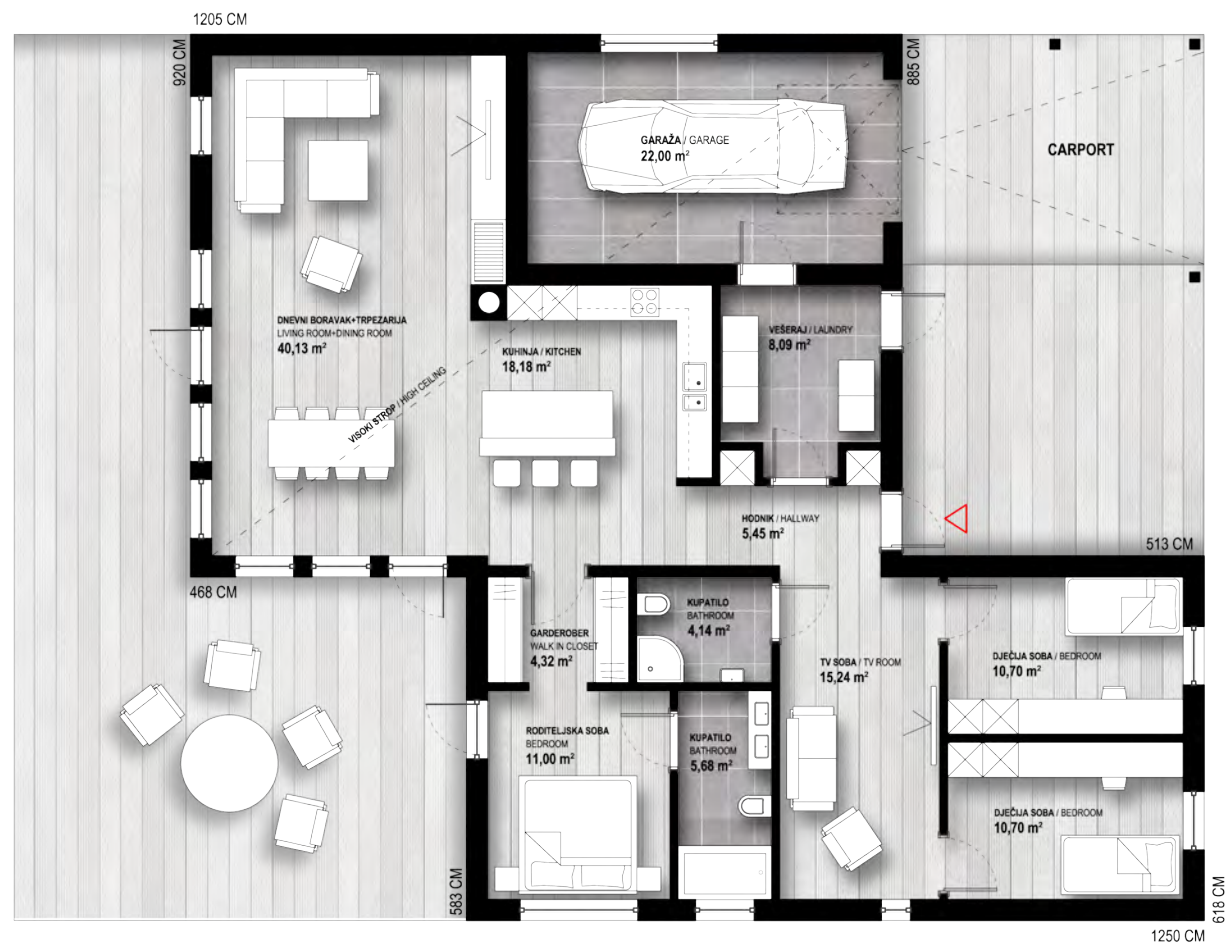 1205 CM
920 CM
885 CM
GARAŽA / GARAGE
22,00 m²
CARPORT
DNEVNI BORAVAK+TRPEZARIJA
LIVING ROOM+DINING ROOM
40,13 m²
KUHINJA / KITCHEN
18,18 m²
VEŠERAJ / LAUNDRY
8,09 m²
VISOKI STROP / HIGH CEILING
HODNIK / HALLWAY
5,45 m²
513 CM
468 CM
KUPATILO
BATHROOM
4,14 m²
GARDEROBER
WALK IN CLOSET
4,32 m²
TV SOBA / TV ROOM
15,24 m²
DJEČIJA SOBA / BEDROOM
10,70 m²
RODITELJSKA SOBA
BEDROOM
11,00 m²
KUPATILO
BATHROOM
5,68 m²
DJEČIJA SOBA / BEDROOM
10,70 m²
583 CM
618 CM
1250 CM